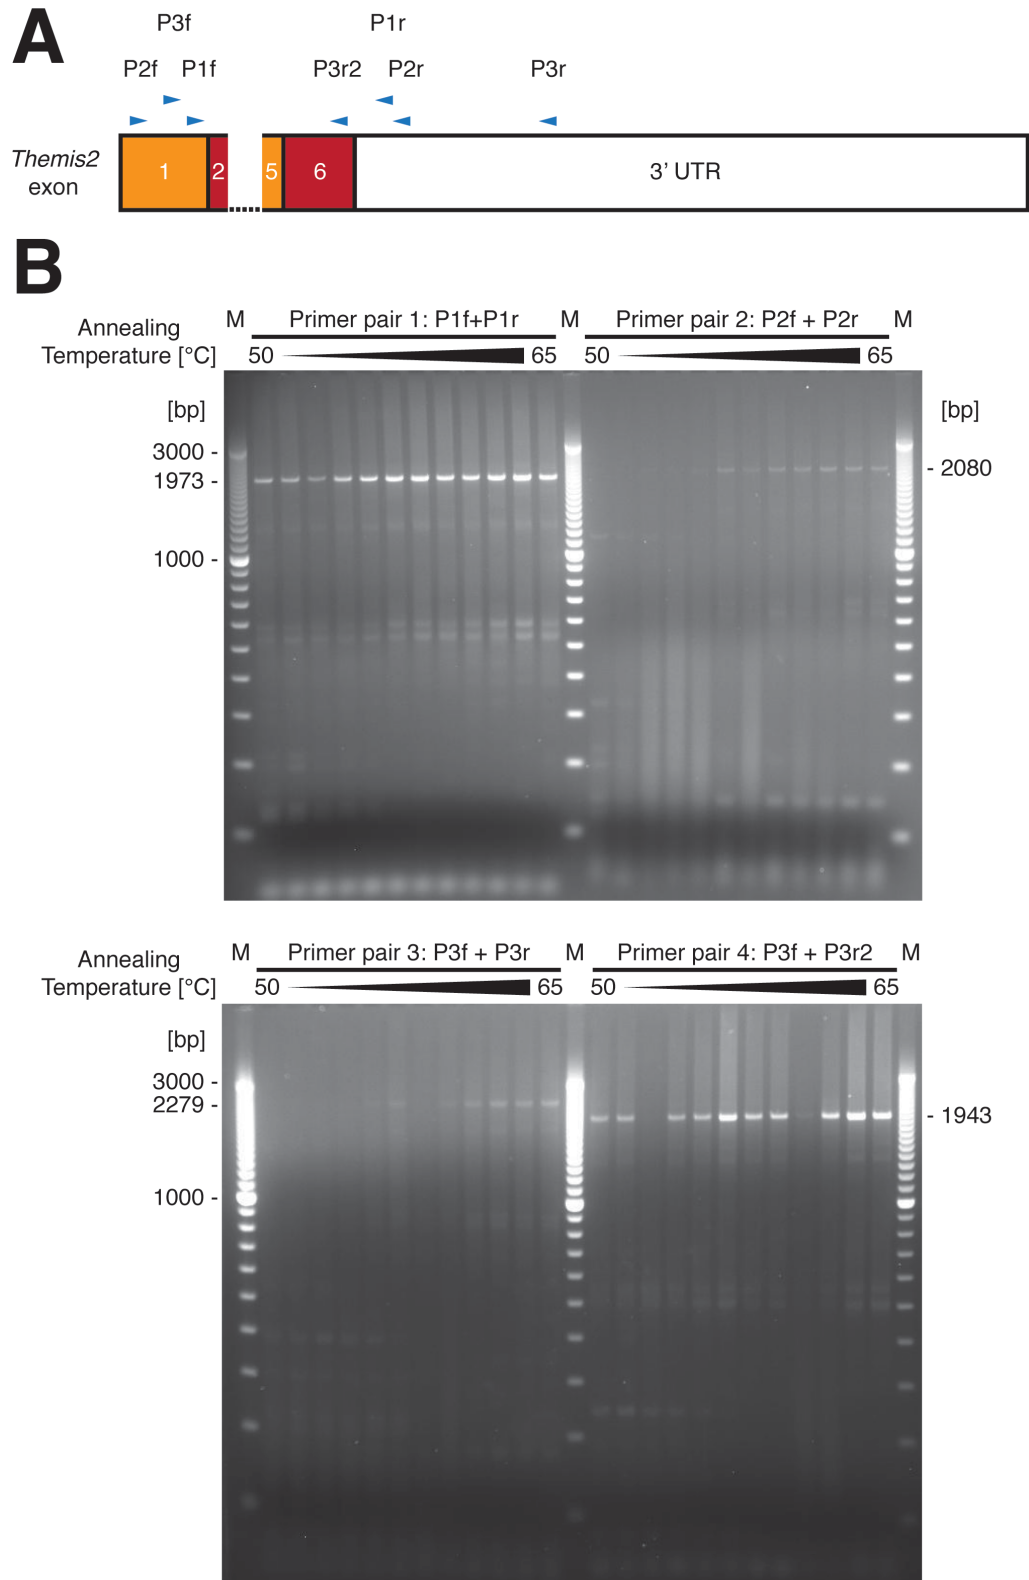 A
P3f P1r
P2f P1f P3r2 P2r P3r
Themis2
exon
1 2 5 6 3’ UTR
B
Annealing
Temperature [°C]
M Primer pair 1: P1f+P1r M Primer pair 2: P2f + P2r M
50 65 50 65
[bp] [bp]
3000 -
1973 - - 2080
1000 -
Annealing
Temperature [°C]
M Primer pair 3: P3f + P3r M Primer pair 4: P3f + P3r2 M
50 65 50 65
[bp]
3000 -
2279 - - 1943
1000 -